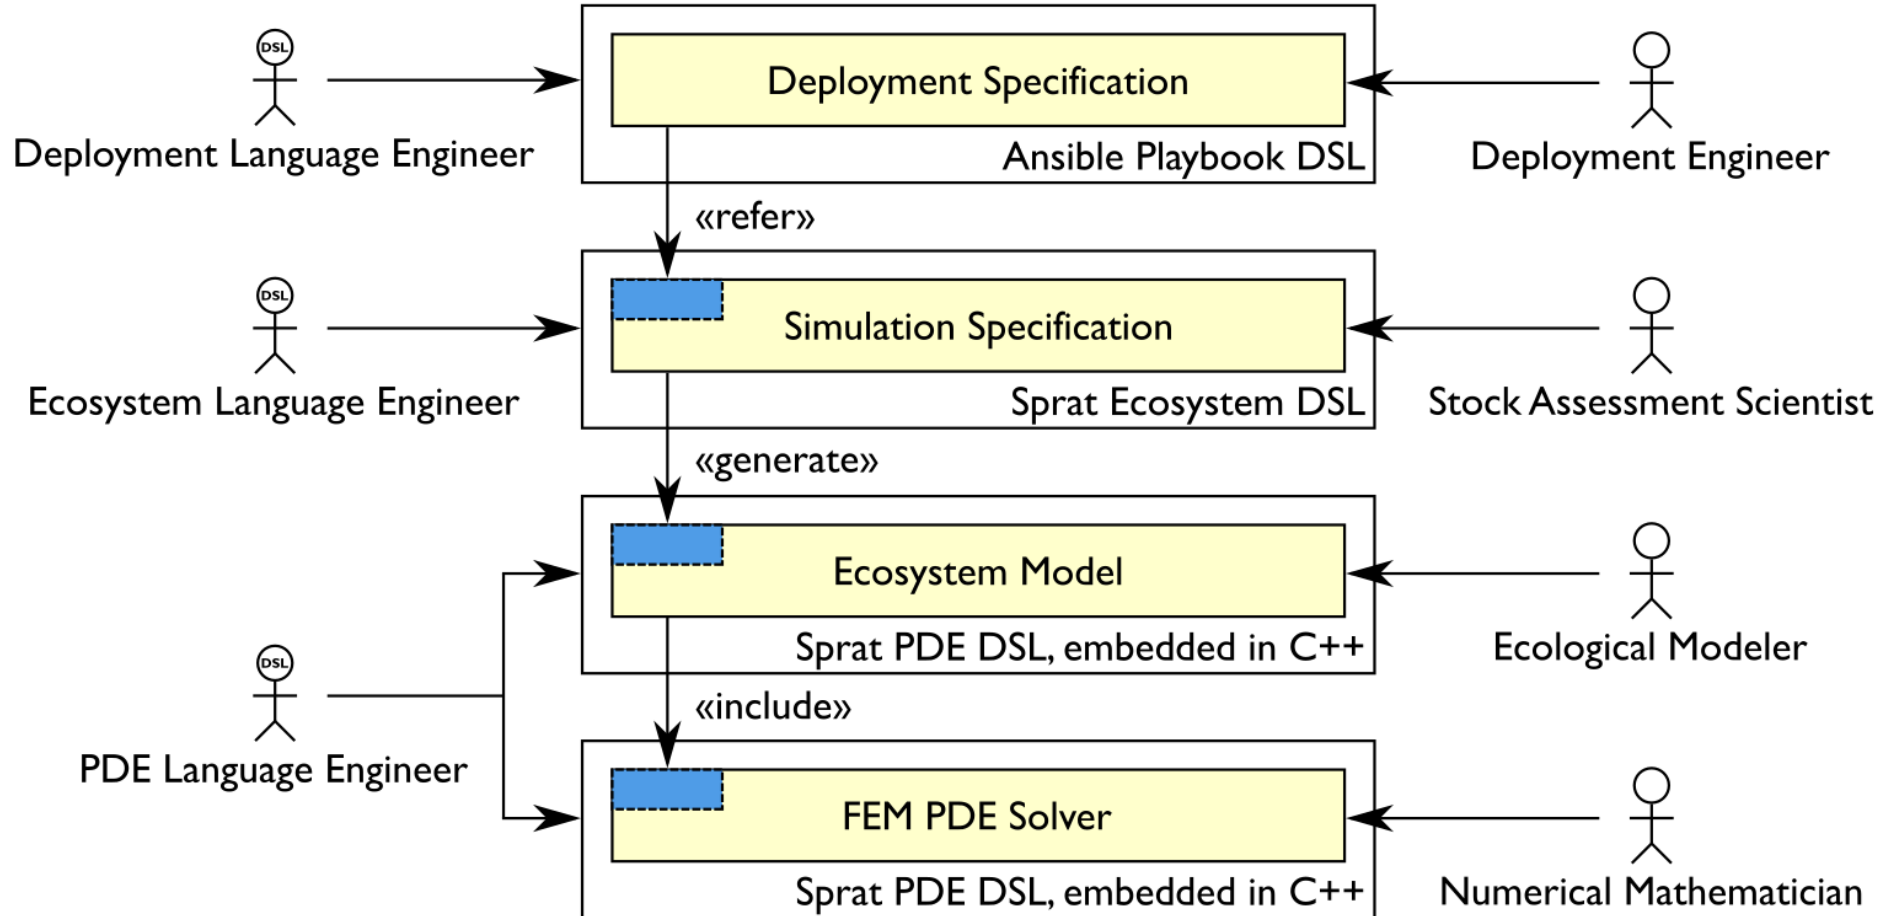 DSL
Deployment Specification
Deployment Language Engineer
Ansible Playbook DSL
Deployment Engineer
«refer»
DSL
Simulation Specification
Ecosystem Language Engineer
Sprat Ecosystem DSL
Stock Assessment Scientist
«generate»
Ecosystem Model
Sprat PDE DSL, embedded in C++
Ecological Modeler
DSL
«include»
PDE Language Engineer
FEM PDE Solver
Sprat PDE DSL, embedded in C++
Numerical Mathematician